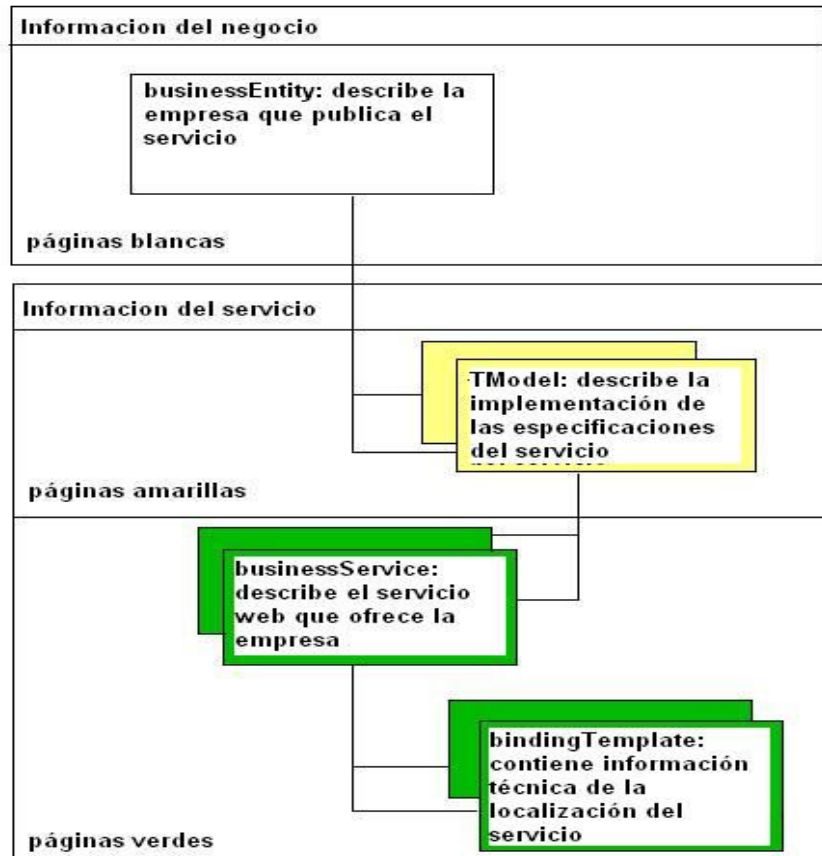 Informacion del negocio
businessEntity: describe la
empresa que publica el
servicio
páginas blancas
Informacion del servicio
TModel: describe la
implementación de
las especificaciones
del servicio
páginas amarillas
businessService:
describe el servicio
web que ofrece la
empresa
bindingTemplate:
contiene información
técnica de la
localización del
servicio
páginas verdes